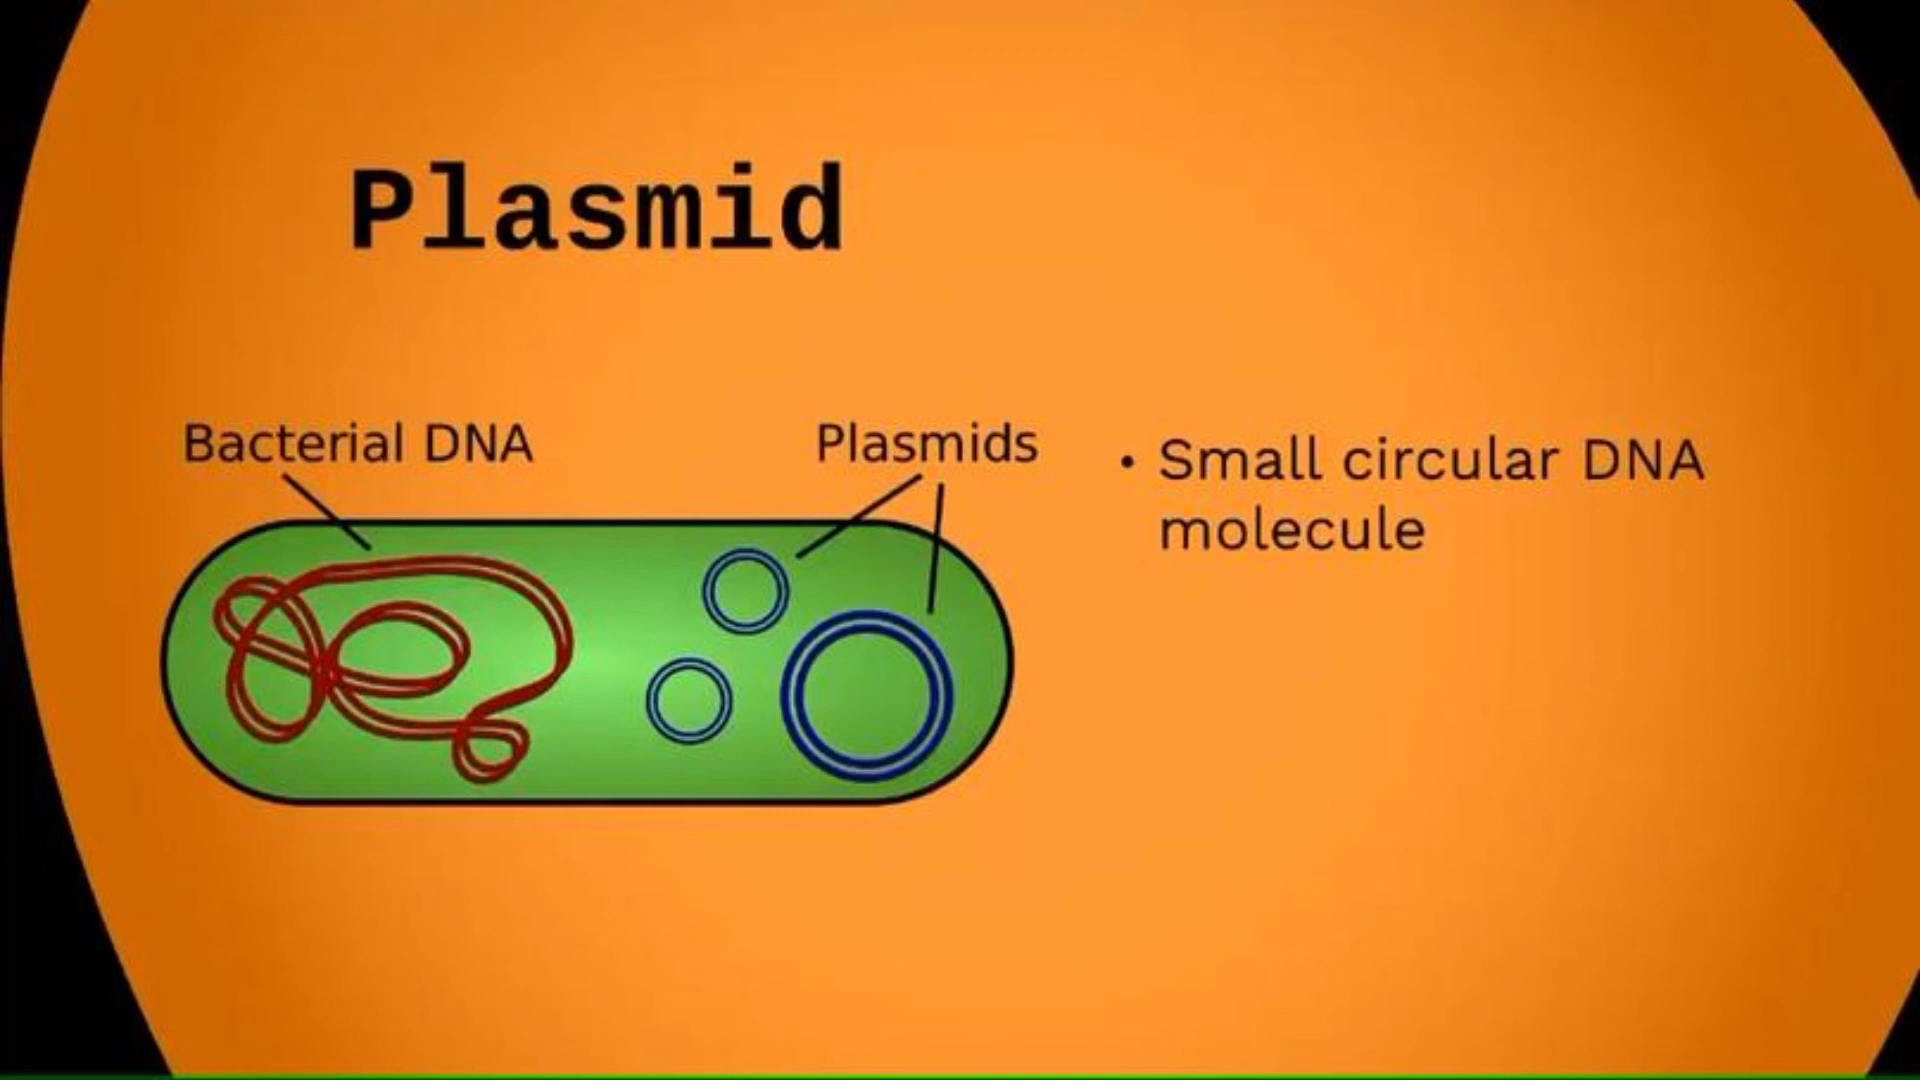 Plasmid
Bacterial DNA
Plasmids
• Small circular DNA
molecule